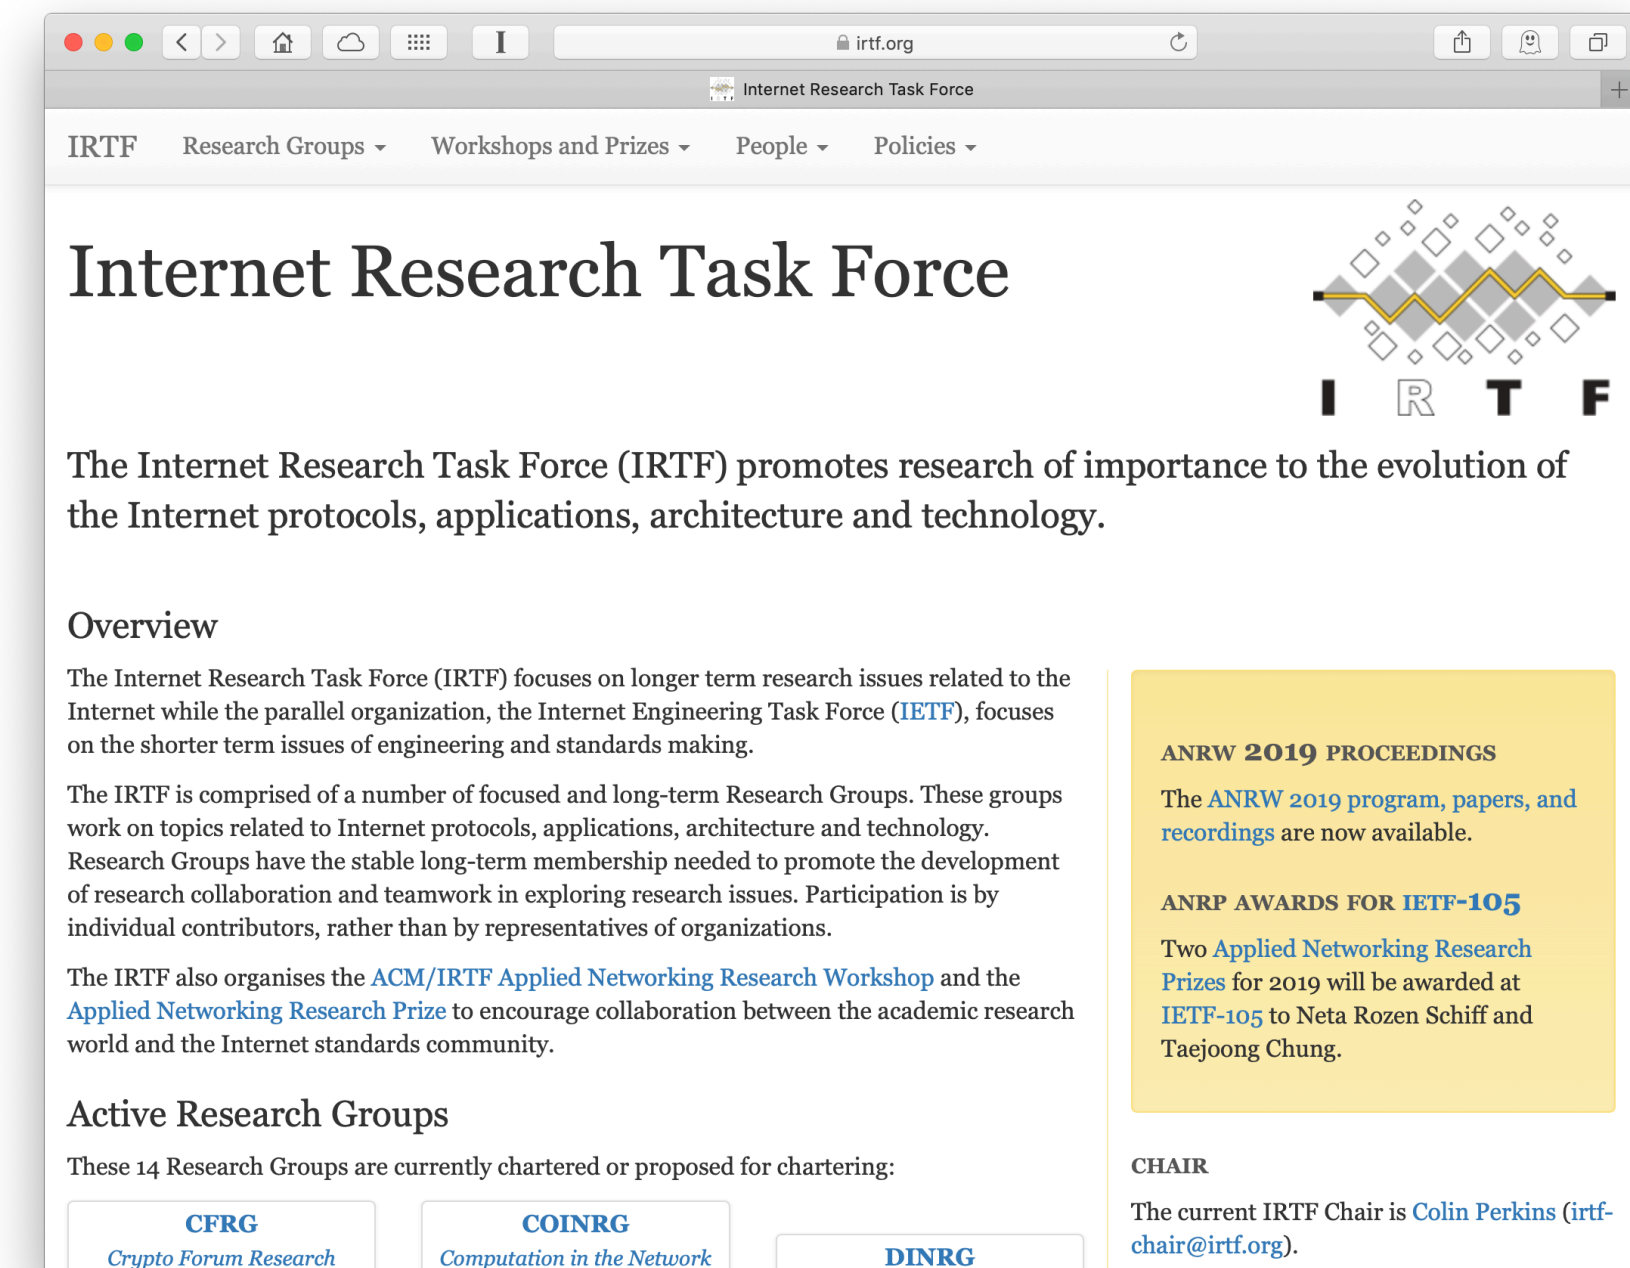 irtf.org
Internet Research Task Force
IRTF Research Groups Workshops and Prizes People Policies
Internet Research Task Force
I R T F
The Internet Research Task Force (IRTF) promotes research of importance to the evolution of
the Internet protocols, applications, architecture and technology.
Overview
The Internet Research Task Force (IRTF) focuses on longer term research issues related to the
Internet while the parallel organization, the Internet Engineering Task Force (IETF), focuses
on the shorter term issues of engineering and standards making.
The IRTF is comprised of a number of focused and long-term Research Groups. These groups
work on topics related to Internet protocols, applications, architecture and technology.
Research Groups have the stable long-term membership needed to promote the development
of research collaboration and teamwork in exploring research issues. Participation is by
individual contributors, rather than by representatives of organizations.
The IRTF also organises the ACM/IRTF Applied Networking Research Workshop and the
Applied Networking Research Prize to encourage collaboration between the academic research
world and the Internet standards community.
Active Research Groups
These 14 Research Groups are currently chartered or proposed for chartering:
CFRG
Crypto Forum Research
COINRG
Computation in the Network
DINRG
ANRW 2019 PROCEEDINGS
The ANRW 2019 program, papers, and
recordings are now available.
ANRP AWARDS FOR IETF-105
Two Applied Networking Research
Prizes for 2019 will be awarded at
IETF-105 to Neta Rozen Schiff and
Taejoong Chung.
CHAIR
The current IRTF Chair is Colin Perkins (irtf-
chair@irtf.org).